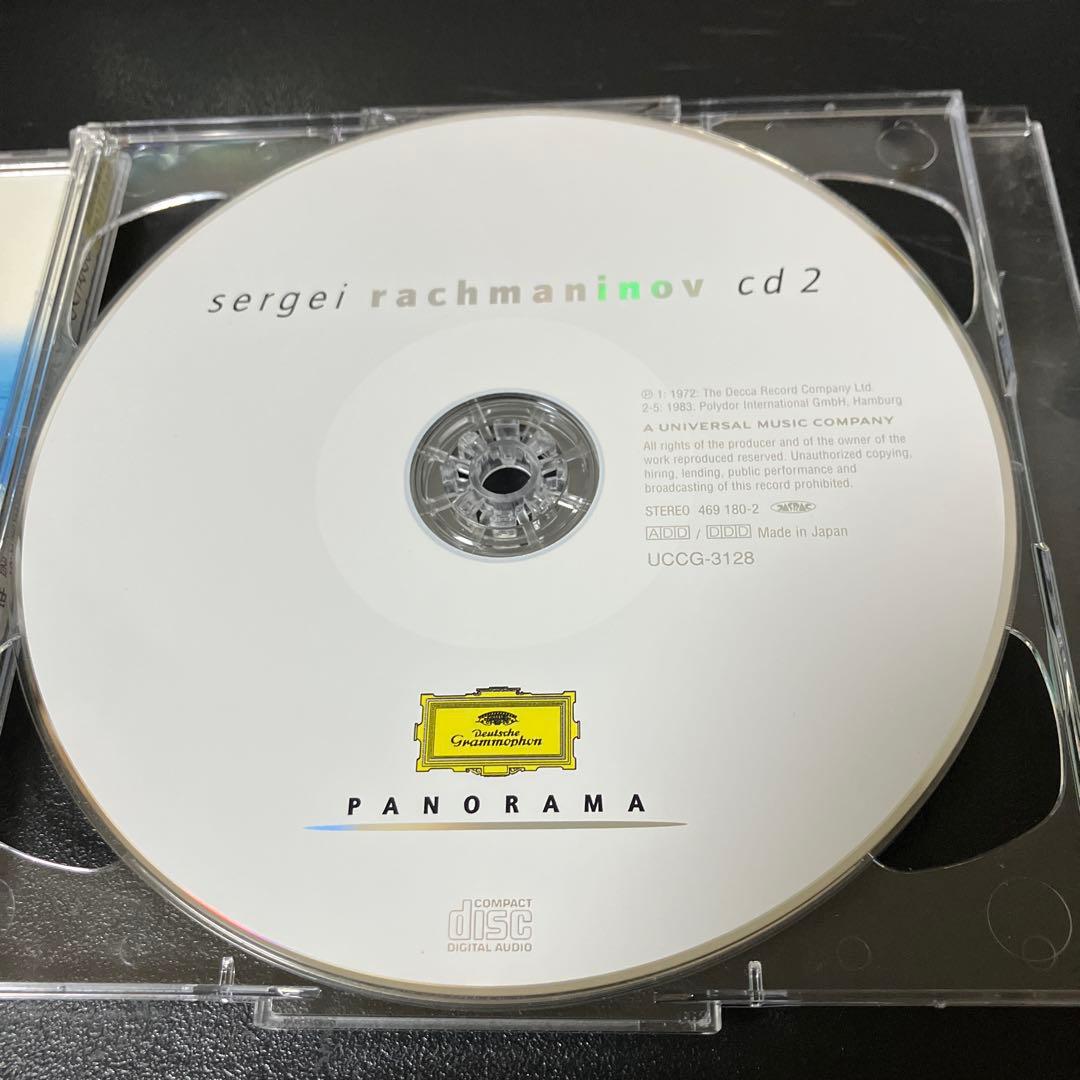 sergei rachmaninov cd 2
℗ 1: 1972: The Decca Record Company Ltd.
2-5: 1983: Polydor International GmbH, Hamburg
A UNIVERSAL MUSIC COMPANY
All rights of the producer and of the owner of the
work reproduced reserved. Unauthorized copying,
hiring, lending, public performance and
broadcasting of this record prohibited.
STEREO 469 180-2 JASRAC
ADD / DDD Made in Japan
UCCG-3128
Deutsche
Grammophon
PANORAMA
COMPACT
disc
DIGITAL AUDIO